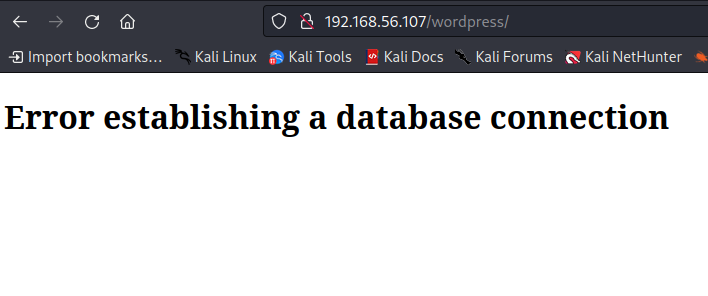 192.168.56.107/wordpress/
Import bookmarks... Kali Linux Kali Tools Kali Docs Kali Forums Kali NetHunter
Error establishing a database connection